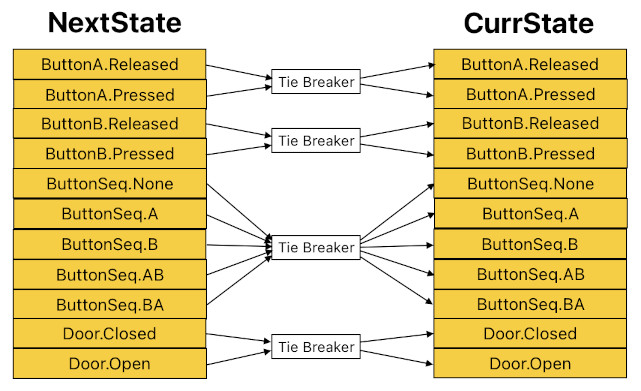 NextState
CurrState
ButtonA.Released
ButtonA.Pressed
ButtonB.Released
ButtonB.Pressed
ButtonSeq.None
ButtonSeq.A
ButtonSeq.B
ButtonSeq.AB
ButtonSeq.BA
Door.Closed
Door.Open
Tie Breaker
Tie Breaker
Tie Breaker
Tie Breaker
ButtonA.Released
ButtonA.Pressed
ButtonB.Released
ButtonB.Pressed
ButtonSeq.None
ButtonSeq.A
ButtonSeq.B
ButtonSeq.AB
ButtonSeq.BA
Door.Closed
Door.Open